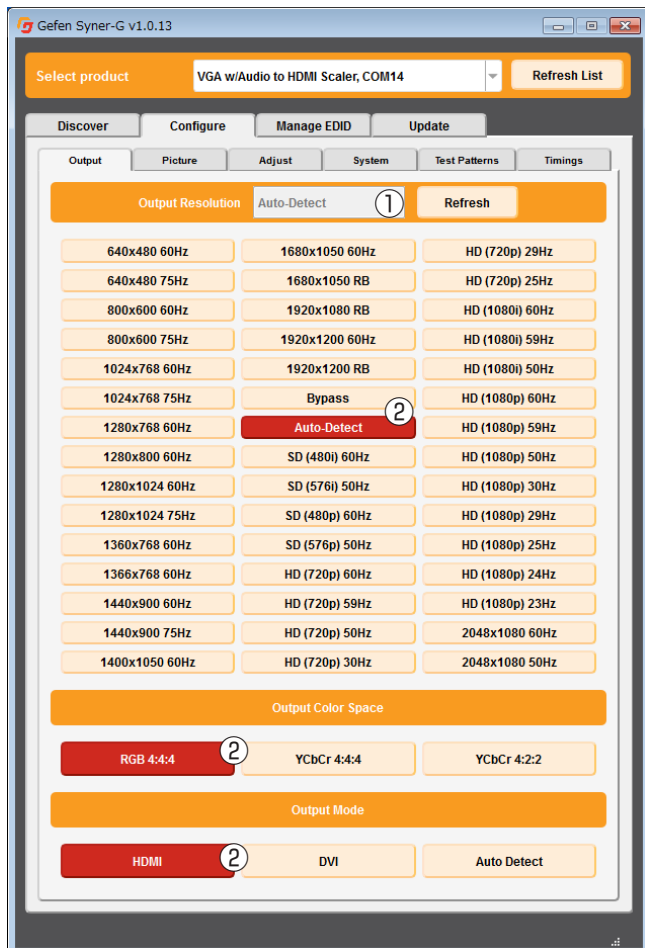 Gefen Syner-G v1.0.13
Select product VGA w/Audio to HDMI Scaler, COM14 Refresh List
Discover Configure Manage EDID Update
Output Picture Adjust System Test Patterns Timings
Output Resolution Auto-Detect ① Refresh
640x480 60Hz 1680x1050 60Hz HD (720p) 29Hz
640x480 75Hz 1680x1050 RB HD (720p) 25Hz
800x600 60Hz 1920x1080 RB HD (1080i) 60Hz
800x600 75Hz 1920x1200 60Hz HD (1080i) 59Hz
1024x768 60Hz 1920x1200 RB HD (1080i) 50Hz
1024x768 75Hz Bypass HD (1080p) 60Hz
1280x768 60Hz Auto-Detect ② HD (1080p) 59Hz
1280x800 60Hz SD (480i) 60Hz HD (1080p) 50Hz
1280x1024 60Hz SD (576i) 50Hz HD (1080p) 30Hz
1280x1024 75Hz SD (480p) 60Hz HD (1080p) 29Hz
1360x768 60Hz SD (576p) 50Hz HD (1080p) 25Hz
1366x768 60Hz HD (720p) 60Hz HD (1080p) 24Hz
1440x900 60Hz HD (720p) 59Hz HD (1080p) 23Hz
1440x900 75Hz HD (720p) 50Hz 2048x1080 60Hz
1400x1050 60Hz HD (720p) 30Hz 2048x1080 50Hz
Output Color Space
RGB 4:4:4 ② YCbCr 4:4:4 YCbCr 4:2:2
Output Mode
HDMI ② DVI Auto Detect